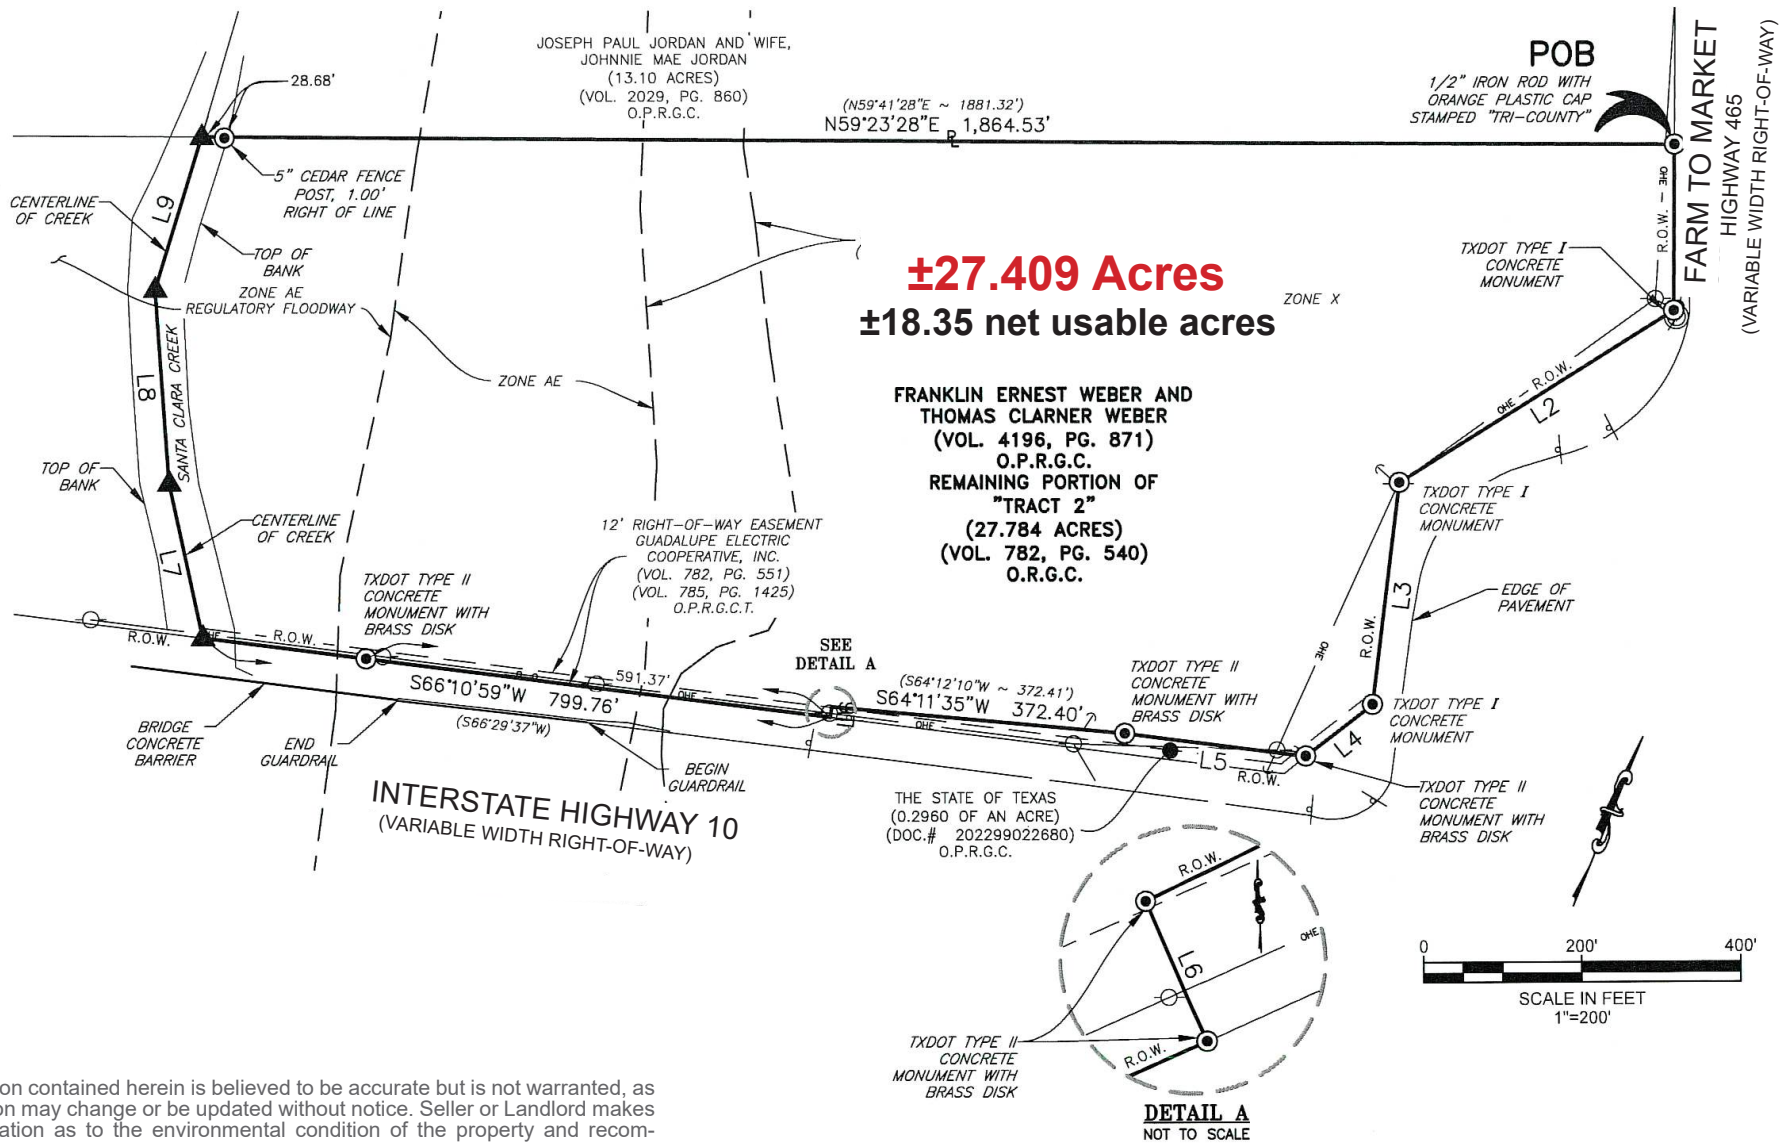 JOSEPH PAUL JORDAN AND WIFE,
JOHNNIE MAE JORDAN
(13.10 ACRES)
(VOL. 2029, PG. 860)
O.P.R.G.C.
28.68'
(N59°41'28"E ~ 1881.32')
N59°23'28"E 1,864.53'
POB
1/2" IRON ROD WITH
ORANGE PLASTIC CAP
STAMPED "TRI-COUNTY"
FARM TO MARKET
HIGHWAY 465
(VARIABLE WIDTH RIGHT-OF-WAY)
OHE
R.O.W.
5" CEDAR FENCE
POST, 1.00'
RIGHT OF LINE
CENTERLINE
OF CREEK
L9
TOP OF
BANK
ZONE AE
REGULATORY FLOODWAY
±27.409 Acres
±18.35 net usable acres
ZONE X
TXDOT TYPE I
CONCRETE
MONUMENT
L8
SANTA CLARA CREEK
ZONE AE
FRANKLIN ERNEST WEBER AND
THOMAS CLARNER WEBER
(VOL. 4196, PG. 871)
O.P.R.G.C.
REMAINING PORTION OF
"TRACT 2"
(27.784 ACRES)
(VOL. 782, PG. 540)
O.R.G.C.
OHE
R.O.W.
L2
TOP OF
BANK
TXDOT TYPE I
CONCRETE
MONUMENT
CENTERLINE
OF CREEK
L7
12' RIGHT-OF-WAY EASEMENT
GUADALUPE ELECTRIC
COOPERATIVE, INC.
(VOL. 782, PG. 551)
(VOL. 785, PG. 1425)
O.P.R.G.C.T.
TXDOT TYPE II
CONCRETE
MONUMENT WITH
BRASS DISK
L3
EDGE OF
PAVEMENT
R.O.W.
OHE
R.O.W.
OHE
R.O.W.
SEE
DETAIL A
S66°10'59"W 799.76'
591.37'
OHE
(S66°29'37"W)
(S64°12'10"W ~ 372.41')
S64°11'35"W 372.40'
OHE
TXDOT TYPE II
CONCRETE
MONUMENT WITH
BRASS DISK
TXDOT TYPE I
CONCRETE
MONUMENT
L4
L5
R.O.W.
BRIDGE
CONCRETE
BARRIER
END
GUARDRAIL
BEGIN
GUARDRAIL
INTERSTATE HIGHWAY 10
(VARIABLE WIDTH RIGHT-OF-WAY)
THE STATE OF TEXAS
(0.2960 OF AN ACRE)
(DOC.# 202299022680)
O.P.R.G.C.
TXDOT TYPE II
CONCRETE
MONUMENT WITH
BRASS DISK
R.O.W.
OHE
L6
R.O.W.
TXDOT TYPE II
CONCRETE
MONUMENT WITH
BRASS DISK
DETAIL A
NOT TO SCALE
0 200' 400'
SCALE IN FEET
1"=200'
on contained herein is believed to be accurate but is not warranted, as
on may change or be updated without notice. Seller or Landlord makes
ation as to the environmental condition of the property and recom-